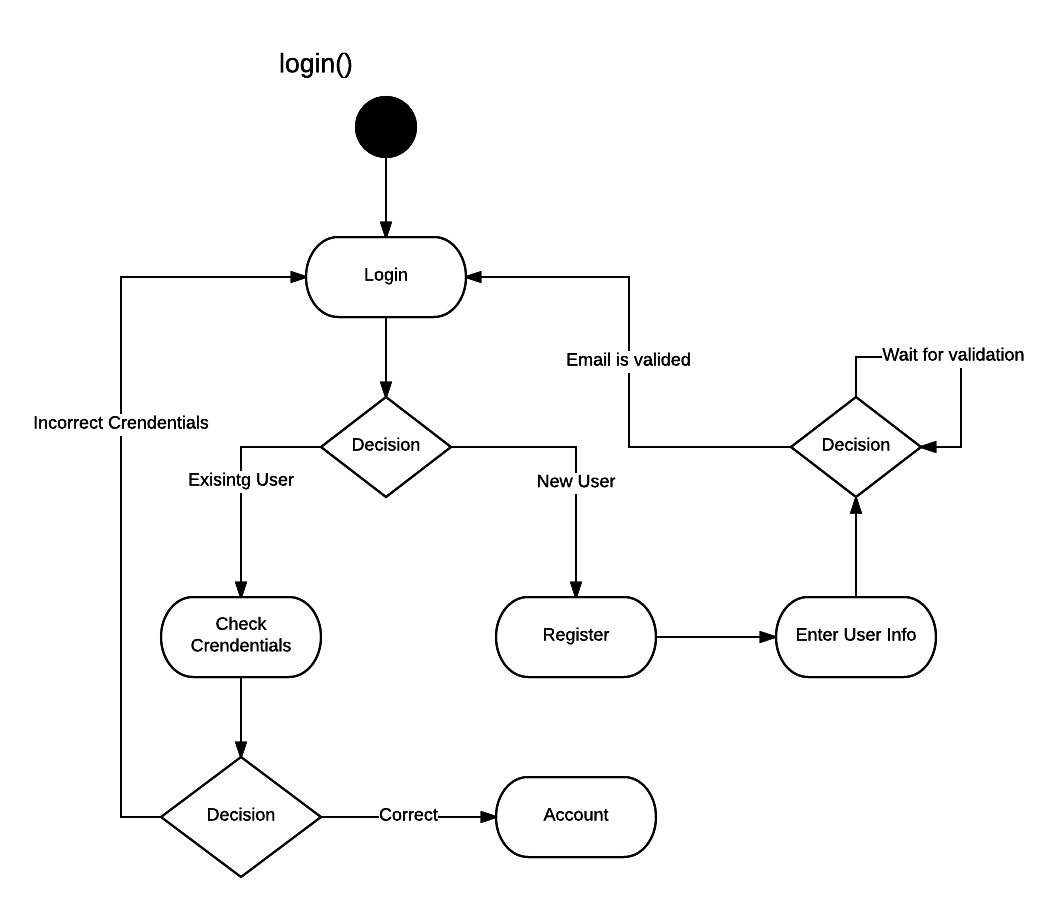 login()
Login
Wait for validation
Email is valided
Incorrect Crendentials
Decision
Decision
Exisintg User
New User
Check
Crendentials
Register
Enter User Info
Decision
Correct
Account